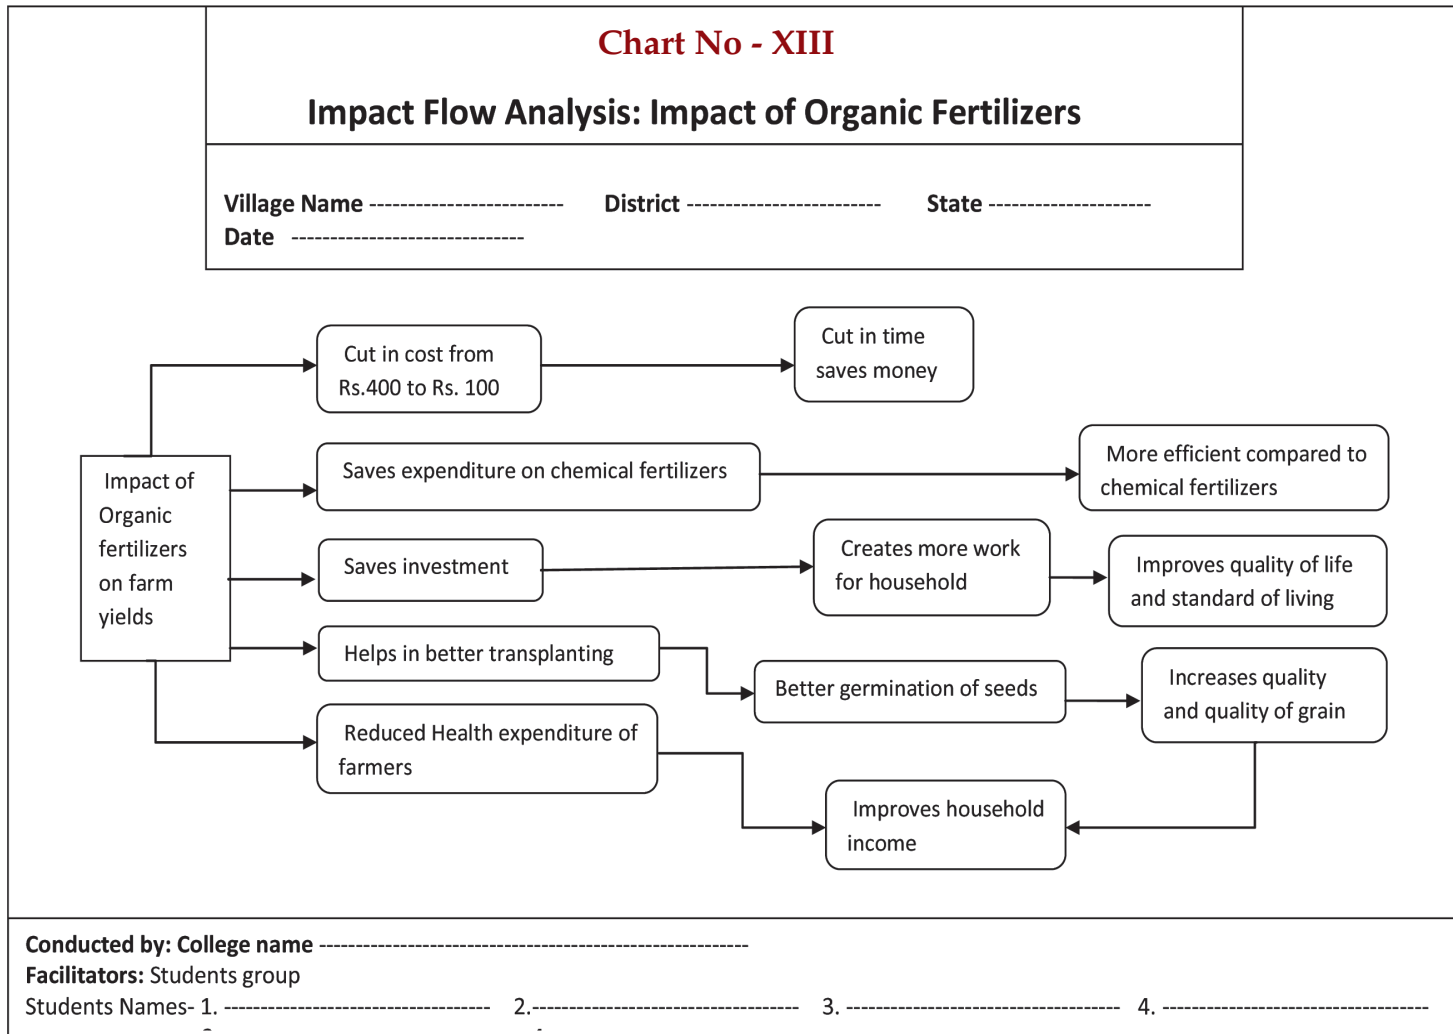 Chart No - XIII
Impact Flow Analysis: Impact of Organic Fertilizers
Village Name ------------------------- District ------------------------- State ---------------------
Date ------------------------------
Cut in cost from
Rs.400 to Rs. 100
Cut in time
saves money
Impact of
Organic
fertilizers
on farm
yields
Saves expenditure on chemical fertilizers
More efficient compared to
chemical fertilizers
Saves investment
Creates more work
for household
Improves quality of life
and standard of living
Helps in better transplanting
Better germination of seeds
Increases quality
and quality of grain
Reduced Health expenditure of
farmers
Improves household
income
Conducted by: College name ----------------------------------------------------------
Facilitators: Students group
Students Names- 1. ------------------------------------ 2.------------------------------------ 3. ------------------------------------- 4. ------------------------------------